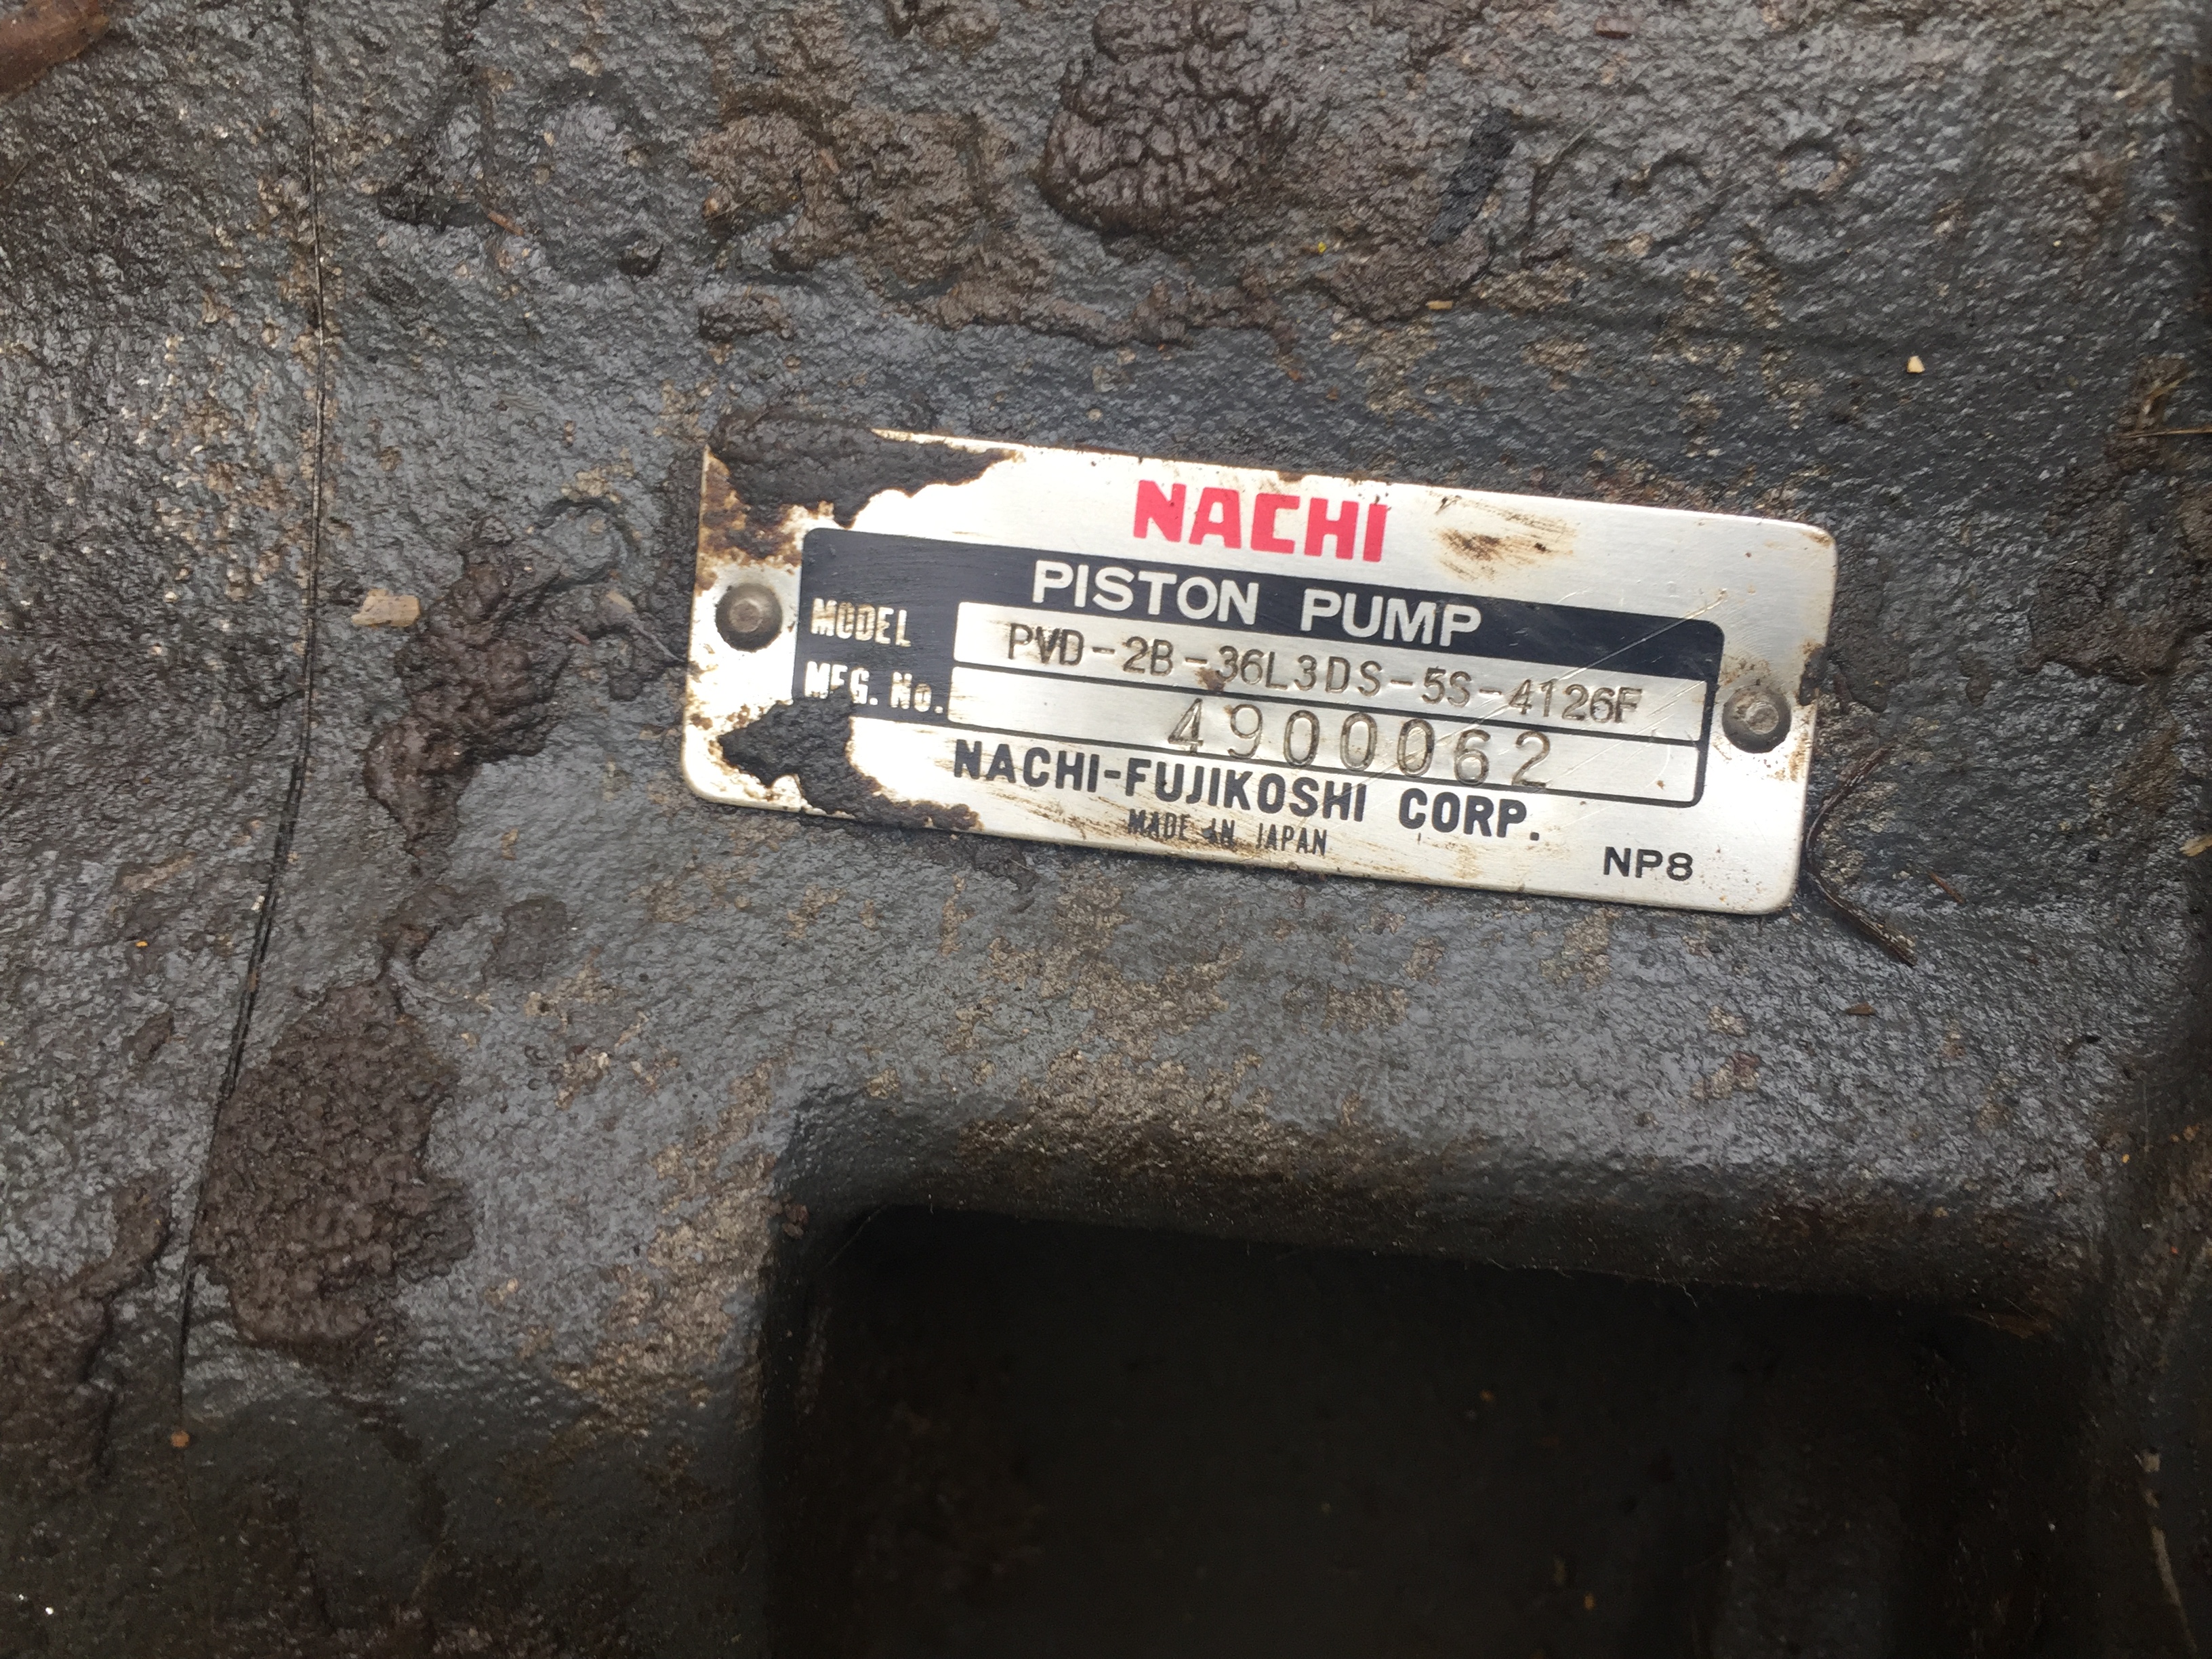 NACHI
PISTON PUMP
MODEL PVD-2B-36L3DS-5S-4126F
MFG. No. 4900062
NACHI-FUJIKOSHI CORP.
MADE IN JAPAN
NP8